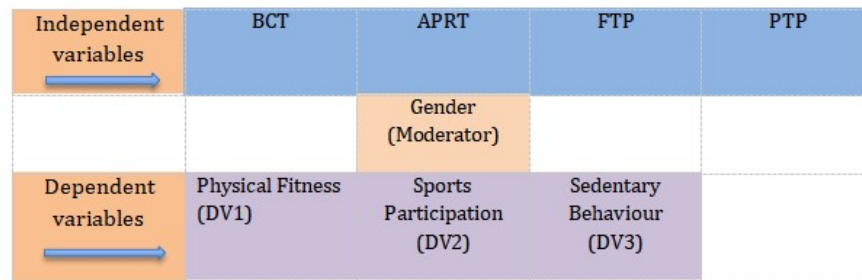 Independent
variables
BCT
APRT
FTP
PTP
Gender
(Moderator)
Dependent
variables
Physical Fitness
(DV1)
Sports
Participation
(DV2)
Sedentary
Behaviour
(DV3)